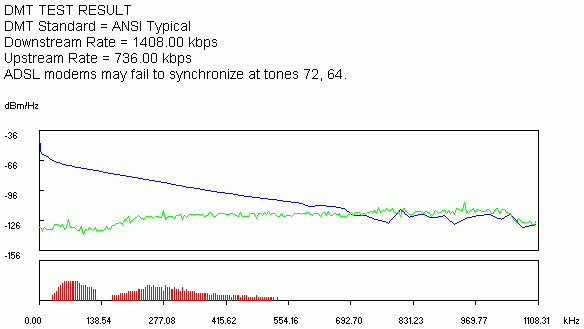 DMT TEST RESULT
DMT Standard = ANSI Typical
Downstream Rate = 1408.00 kbps
Upstream Rate = 736.00 kbps
ADSL modems may fail to synchronize at tones 72, 64.
dBm/Hz
-36
-66
-96
-126
-156
0.00 138.54 277.08 415.62 554.16 692.70 831.23 969.77 1108.31 kHz